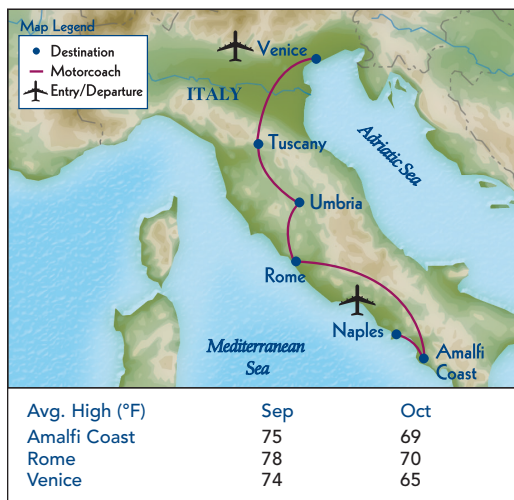 Map Legend
Destination
Motorcoach
Entry/Departure
Venice
ITALY
Tuscany
Adriatic Sea
Umbria
Rome
Naples
Mediterranean
Sea
Amalfi
Coast
Avg. High (°F) Sep Oct
Amalfi Coast 75 69
Rome 78 70
Venice 74 65